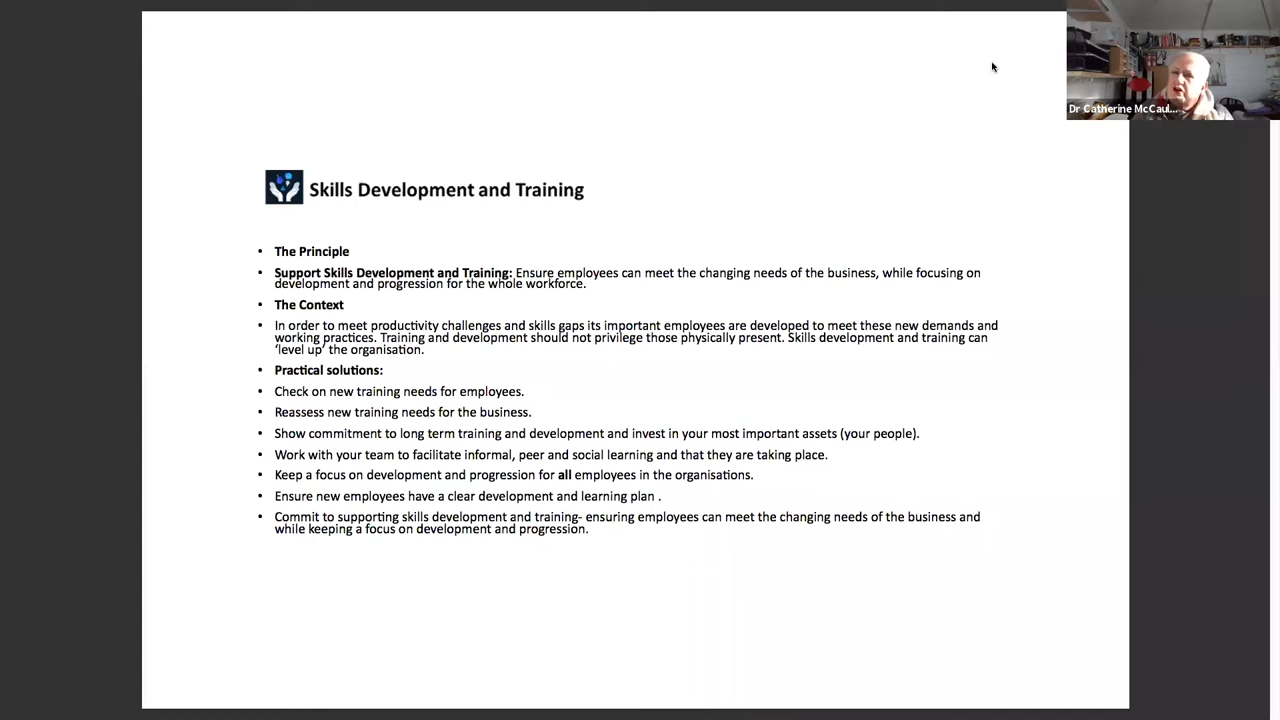 Dr Catherine McCaul...
Skills Development and Training
• The Principle
• Support Skills Development and Training: Ensure employees can meet the changing needs of the business, while focusing on
development and progression for the whole workforce.
• The Context
• In order to meet productivity challenges and skills gaps its important employees are developed to meet these new demands and
working practices. Training and development should not privilege those physically present. Skills development and training can
‘level up’ the organisation.
• Practical solutions:
• Check on new training needs for employees.
• Reassess new training needs for the business.
• Show commitment to long term training and development and invest in your most important assets (your people).
• Work with your team to facilitate informal, peer and social learning and that they are taking place.
• Keep a focus on development and progression for all employees in the organisations.
• Ensure new employees have a clear development and learning plan .
• Commit to supporting skills development and training- ensuring employees can meet the changing needs of the business and
while keeping a focus on development and progression.